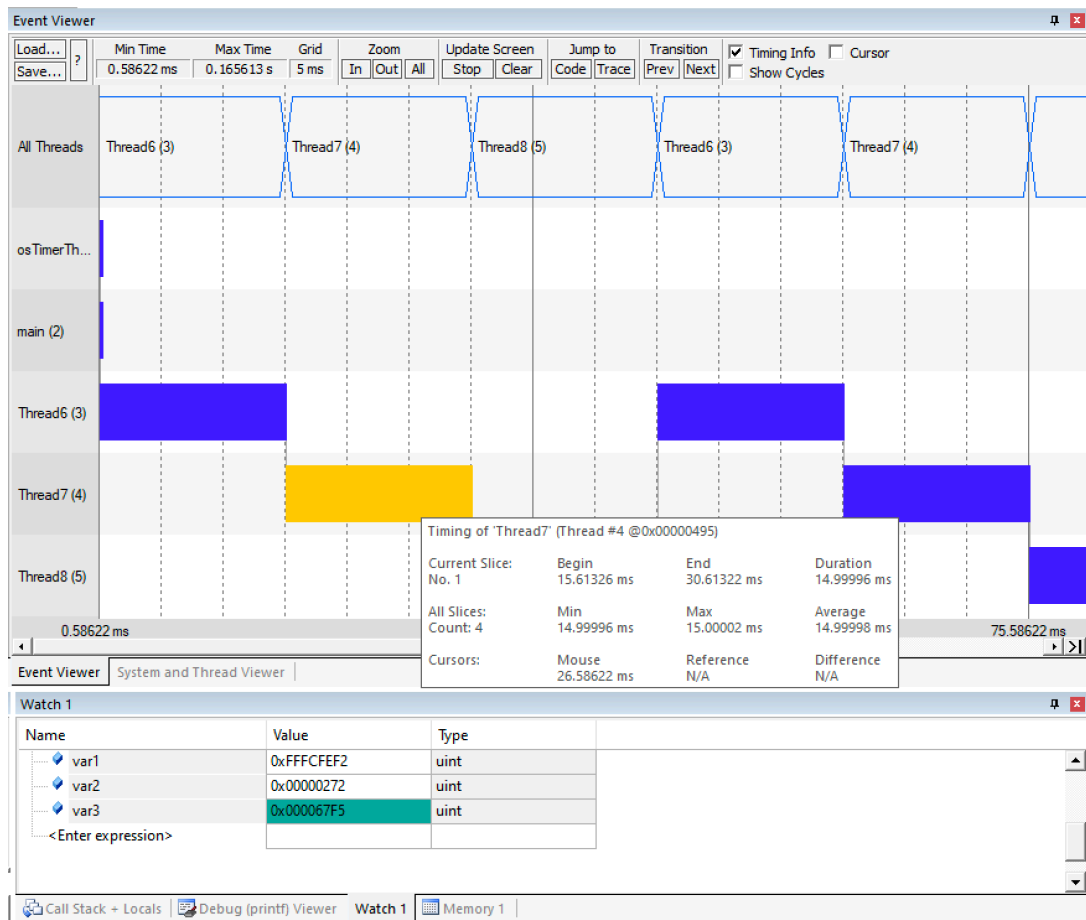 Event Viewer
Load... ? Min Time Max Time Grid Zoom Update Screen Jump to Transition Timing Info Cursor
Save... 0.58622 ms 0.165613 s 5 ms In Out All Stop Clear Code Trace Prev Next Show Cycles
All Threads Thread6 (3) Thread7 (4) Thread8 (5) Thread6 (3) Thread7 (4)
osTimerTh...
main (2)
Thread6 (3)
Thread7 (4)
Timing of 'Thread7' (Thread #4 @0x00000495)
Current Slice: Begin End Duration
No. 1 15.61326 ms 30.61322 ms 14.99996 ms
All Slices: Min Max Average
Count: 4 14.99996 ms 15.00002 ms 14.99998 ms
Cursors: Mouse Reference Difference
26.58622 ms N/A N/A
Thread8 (5)
0.58622 ms 75.58622 ms
Event Viewer System and Thread Viewer
Watch 1
Name Value Type
var1 0xFFFCFEF2 uint
var2 0x00000272 uint
var3 0x000067F5 uint
<Enter expression>
Call Stack + Locals Debug (printf) Viewer Watch 1 Memory 1